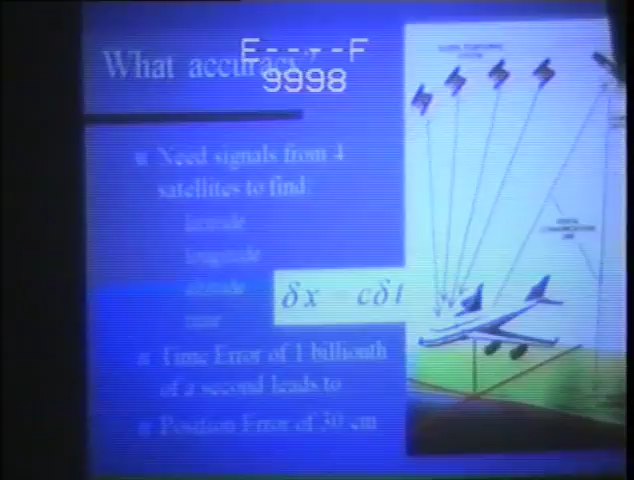 E--:--F
9998
What accuracy?
Need signals from 4
satellites to find:
latitude
longitude
altitude
time
δx = cδt
Time Error of 1 billionth
of a second leads to
Position Error of 30 cm